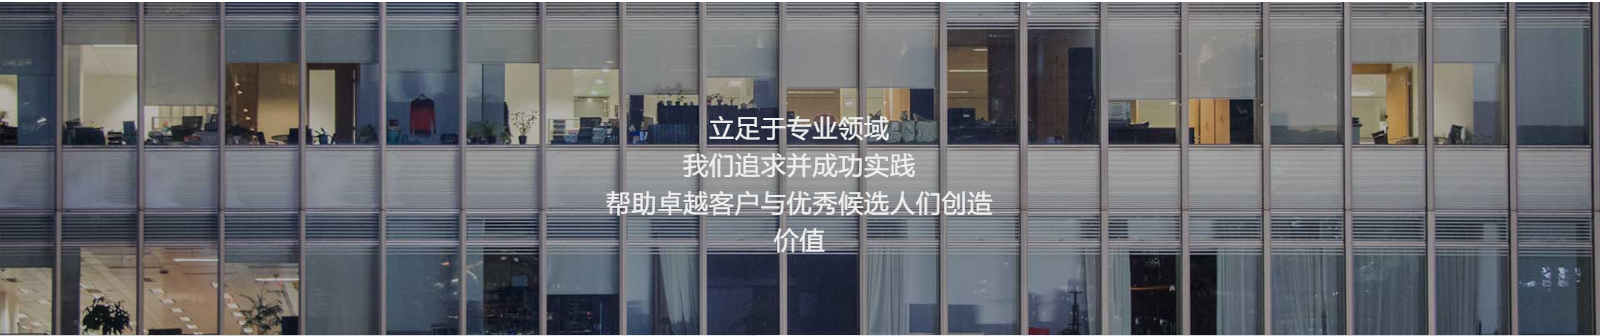 立足于专业领域
我们追求并成功实践
帮助卓越客户与优秀候选人们创造
价值